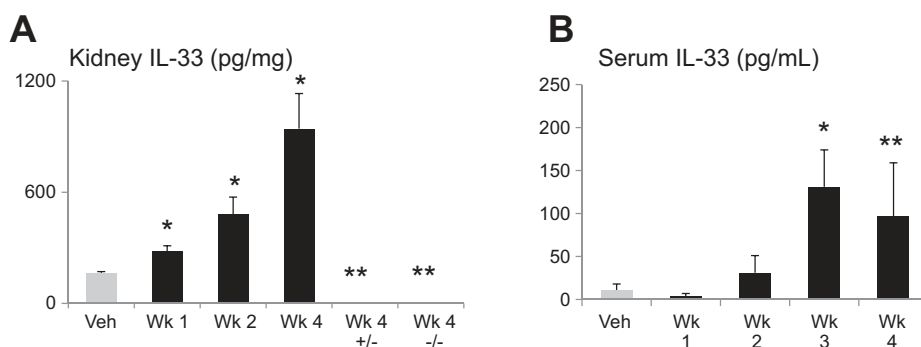 A
Kidney IL-33 (pg/mg)
1200
600
0
*
*
*
**
**
Veh
Wk 1
Wk 2
Wk 4
Wk 4
+/-
Wk 4
-/-
B
Serum IL-33 (pg/mL)
250
200
150
100
50
0
*
**
Veh
Wk
1
Wk
2
Wk
3
Wk
4